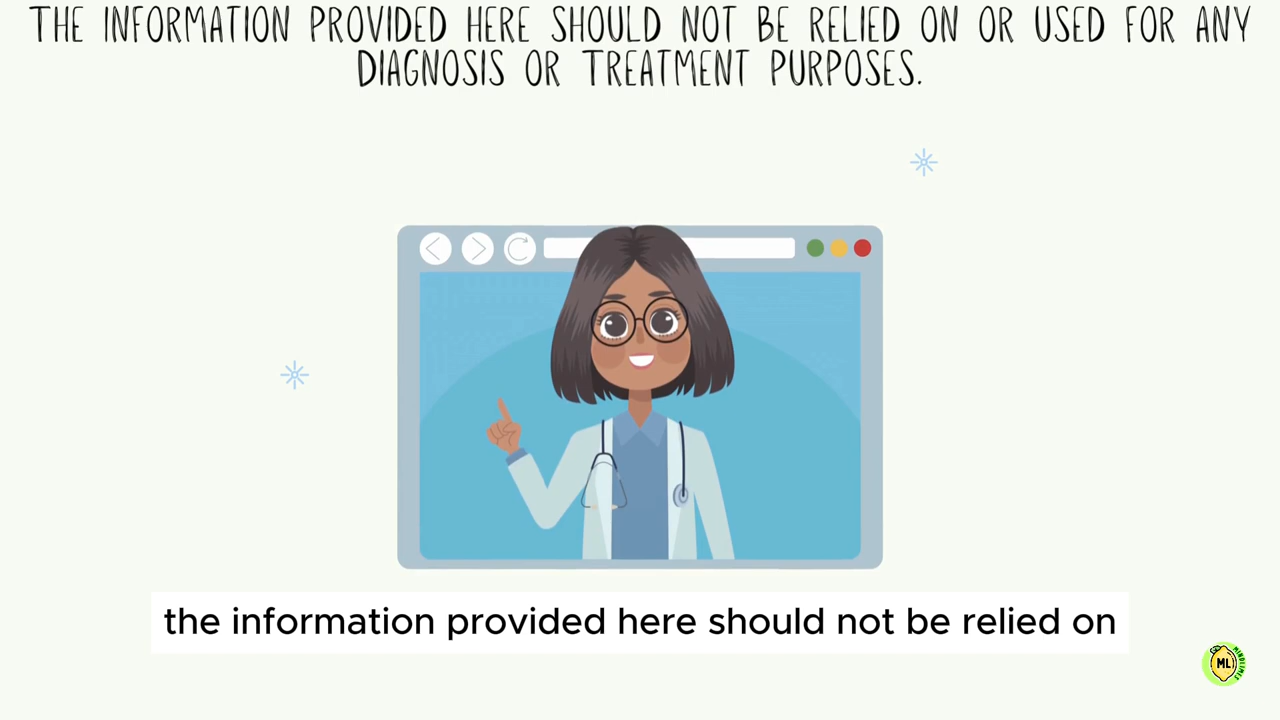 THE INFORMATION PROVIDED HERE SHOULD NOT BE RELIED ON OR USED FOR ANY
DIAGNOSIS OR TREATMENT PURPOSES.
the information provided here should not be relied on
ML